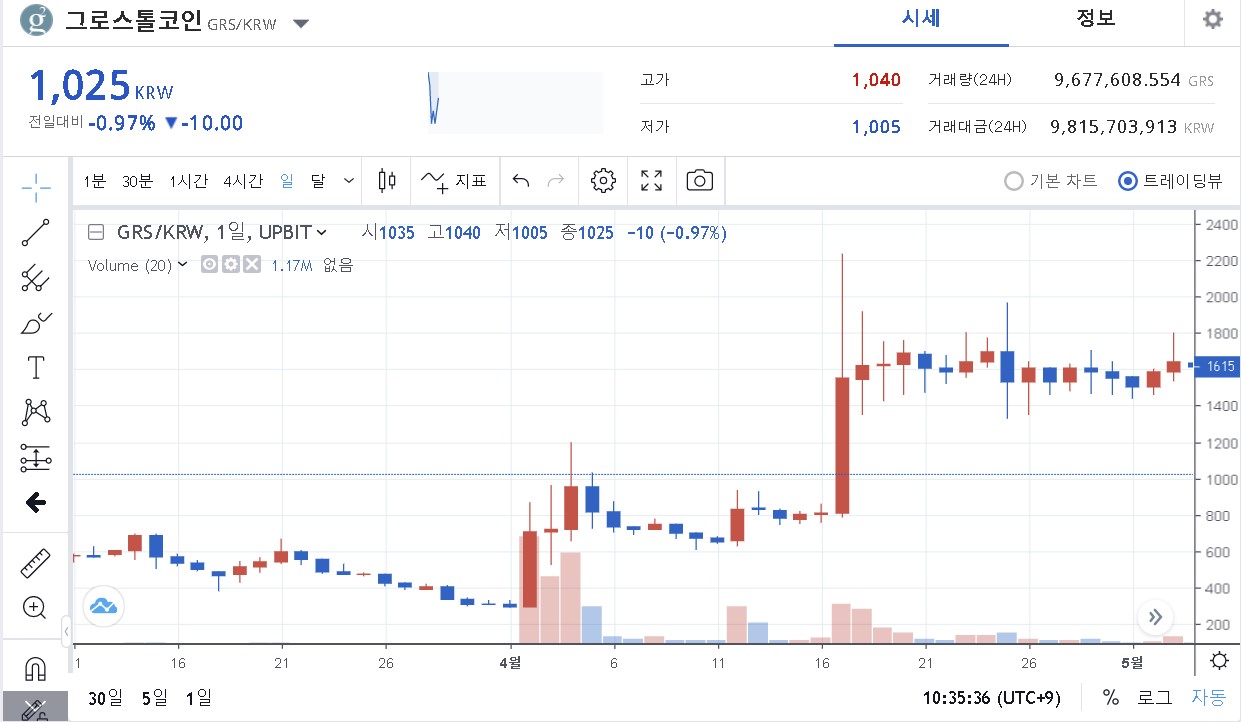 그로스톨코인 GRS/KRW 시세 정보
1,025 KRW
전일대비 -0.97% ▼-10.00
고가 1,040 거래량(24H) 9,677,608.554 GRS
저가 1,005 거래대금(24H) 9,815,703,913 KRW
1분 30분 1시간 4시간 일 달 지표 기본 차트 트레이딩뷰
GRS/KRW, 1일, UPBIT 시1035 고1040 저1005 종1025 -10 (-0.97%)
Volume (20) 1.17M 없음
2400
2200
2000
1800
1615
1400
1200
1000
800
600
400
200
1 16 21 26 4월 6 11 16 21 26 5월
30일 5일 1일 10:35:36 (UTC+9) % 로그 자동